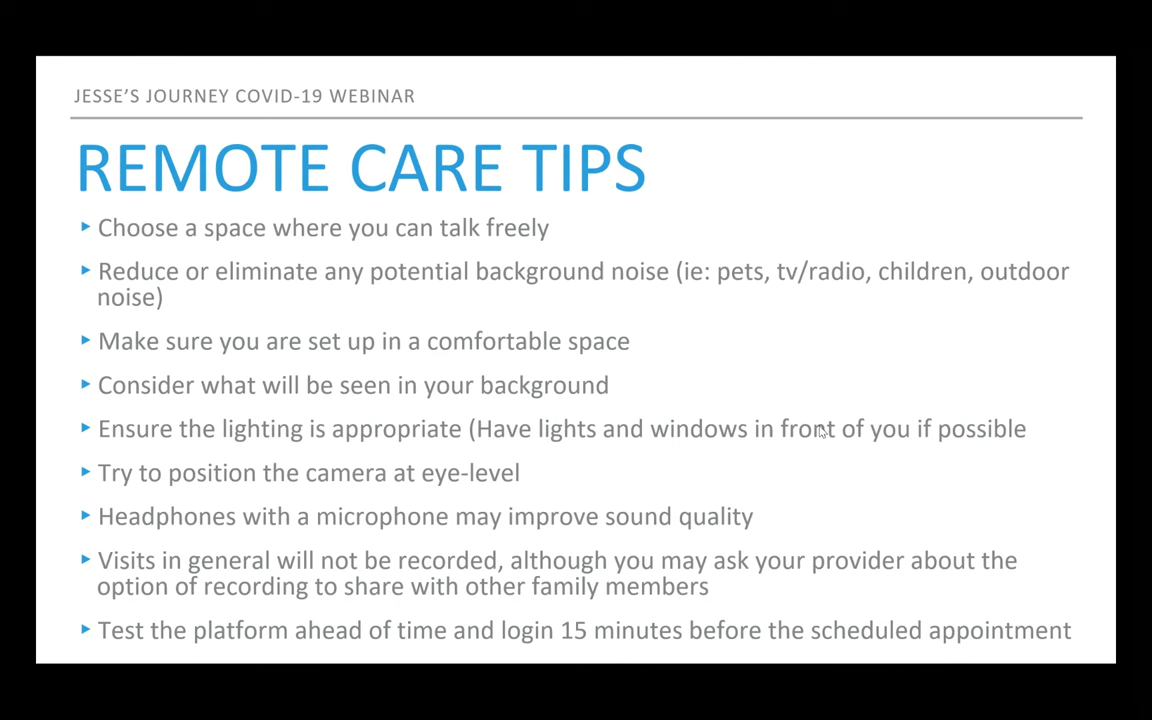 JESSE'S JOURNEY COVID-19 WEBINAR
REMOTE CARE TIPS
▸ Choose a space where you can talk freely
▸ Reduce or eliminate any potential background noise (ie: pets, tv/radio, children, outdoor
noise)
▸ Make sure you are set up in a comfortable space
▸ Consider what will be seen in your background
▸ Ensure the lighting is appropriate (Have lights and windows in front of you if possible
▸ Try to position the camera at eye-level
▸ Headphones with a microphone may improve sound quality
▸ Visits in general will not be recorded, although you may ask your provider about the
option of recording to share with other family members
▸ Test the platform ahead of time and login 15 minutes before the scheduled appointment